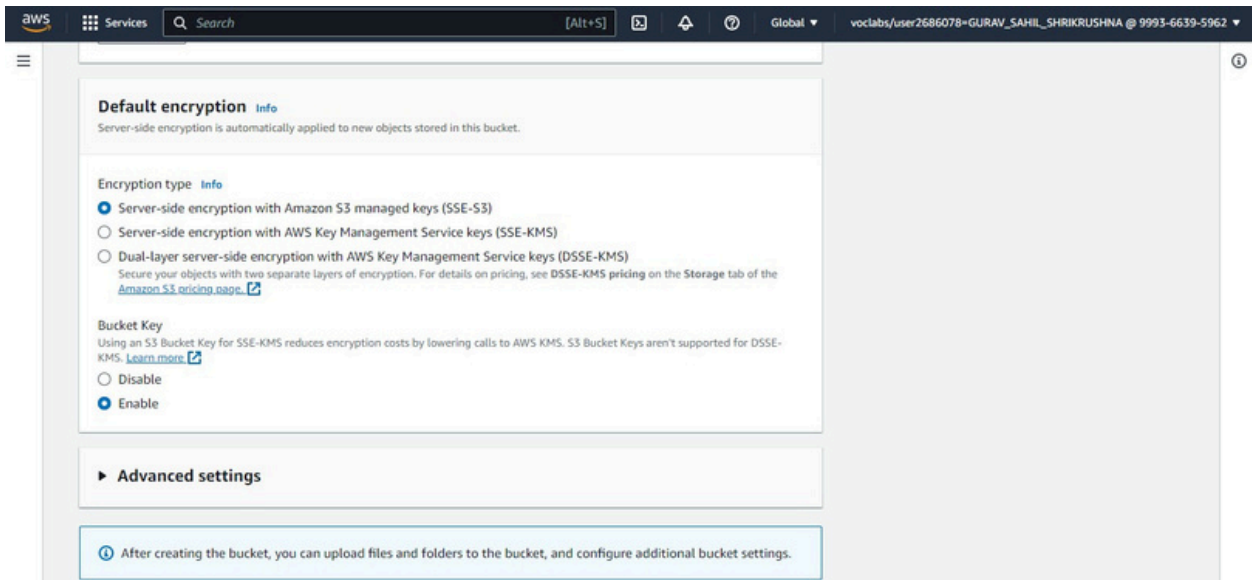 aws Services Search [Alt+S] Global voclabs/user2686078=GURAV_SAHIL_SHRIKRUSHNA @ 9993-6639-5962
Default encryption Info
Server-side encryption is automatically applied to new objects stored in this bucket.
Encryption type Info
Server-side encryption with Amazon S3 managed keys (SSE-S3)
Server-side encryption with AWS Key Management Service keys (SSE-KMS)
Dual-layer server-side encryption with AWS Key Management Service keys (DSSE-KMS)
Secure your objects with two separate layers of encryption. For details on pricing, see DSSE-KMS pricing on the Storage tab of the
Amazon S3 pricing page.
Bucket Key
Using an S3 Bucket Key for SSE-KMS reduces encryption costs by lowering calls to AWS KMS. S3 Bucket Keys aren't supported for DSSE-
KMS. Learn more
Disable
Enable
Advanced settings
After creating the bucket, you can upload files and folders to the bucket, and configure additional bucket settings.